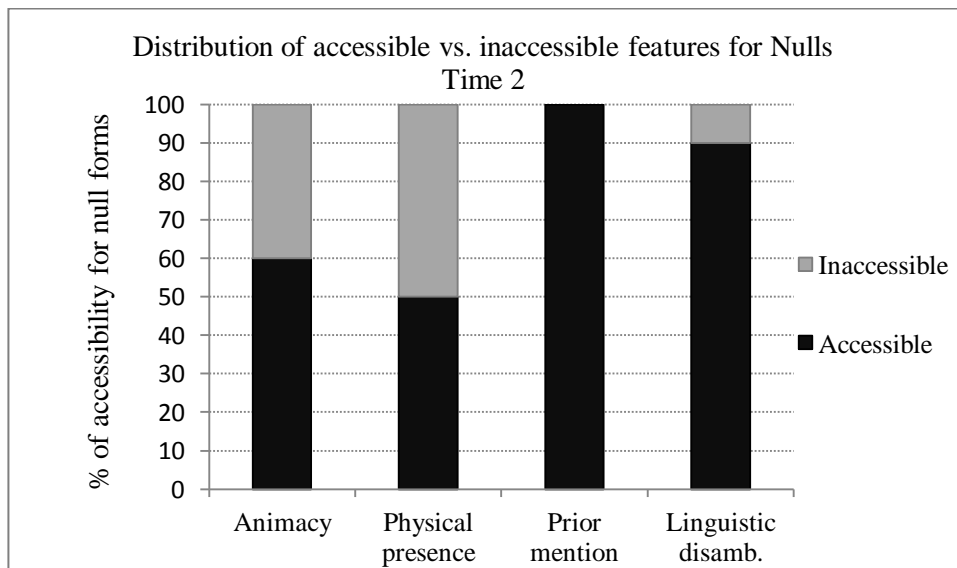 Distribution of accessible vs. inaccessible features for Nulls
Time 2
% of accessibility for null forms
100
90
80
70
60
50
40
30
20
10
0
Inaccessible
Accessible
Animacy
Physical presence
Prior mention
Linguistic disamb.